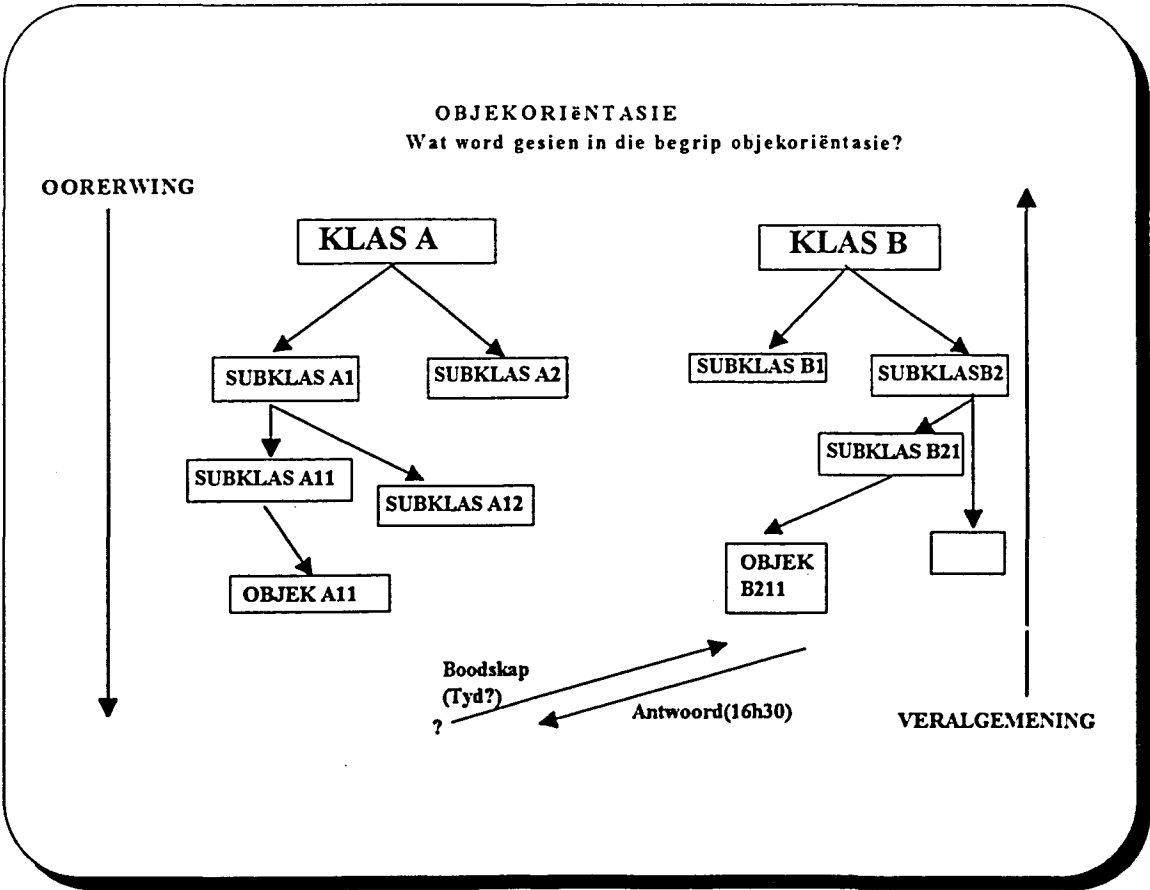 OBJEKORIëNTASIE
Wat word gesien in die begrip objekoriëntasie?
OORERWING
KLAS A
KLAS B
SUBKLAS A1
SUBKLAS A2
SUBKLAS B1
SUBKLASB2
SUBKLAS B21
SUBKLAS A11
SUBKLAS A12
OBJEK
B211
OBJEK A11
Boodskap
(Tyd?)
?
Antwoord(16h30)
VERALGEMENING